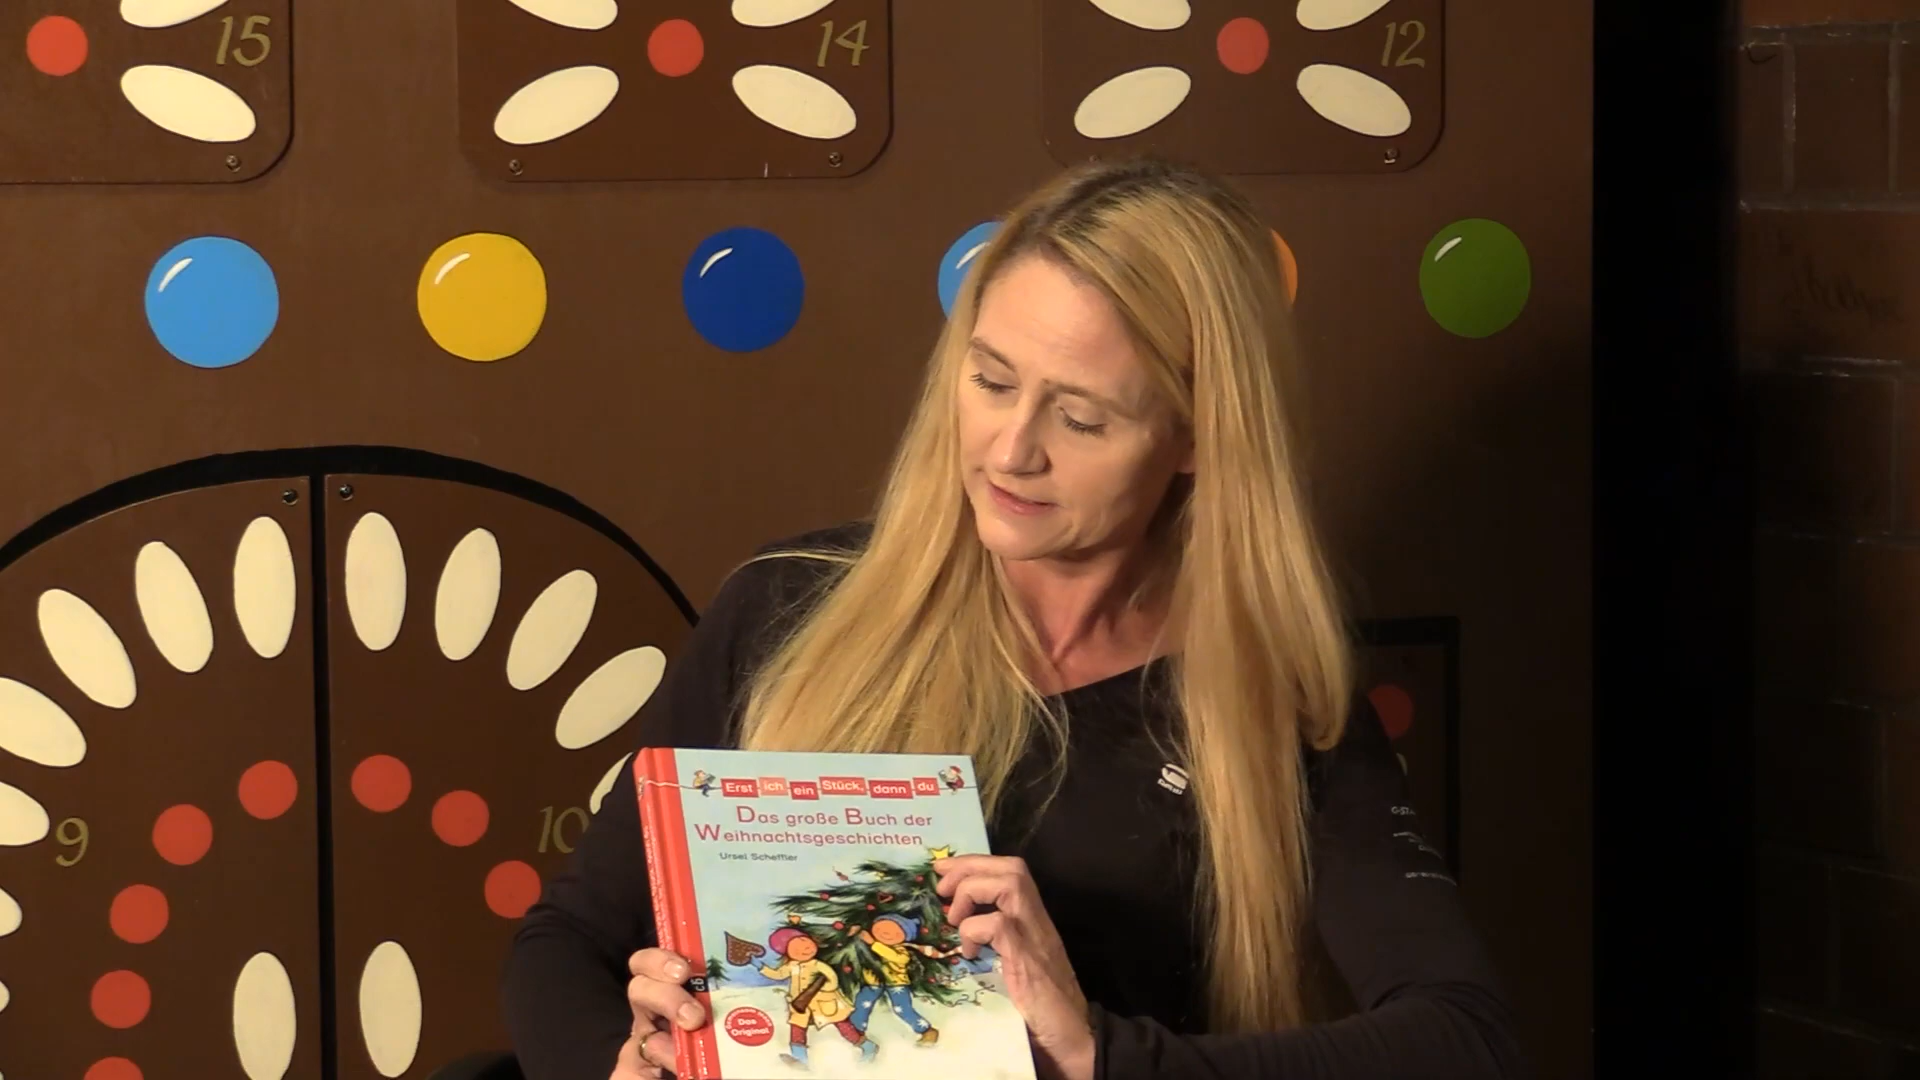 15
14
12
9
10
Erst ich ein Stück, dann du
Das große Buch der
Weihnachtsgeschichten
Ursel Scheffler
cbj
Das
Original